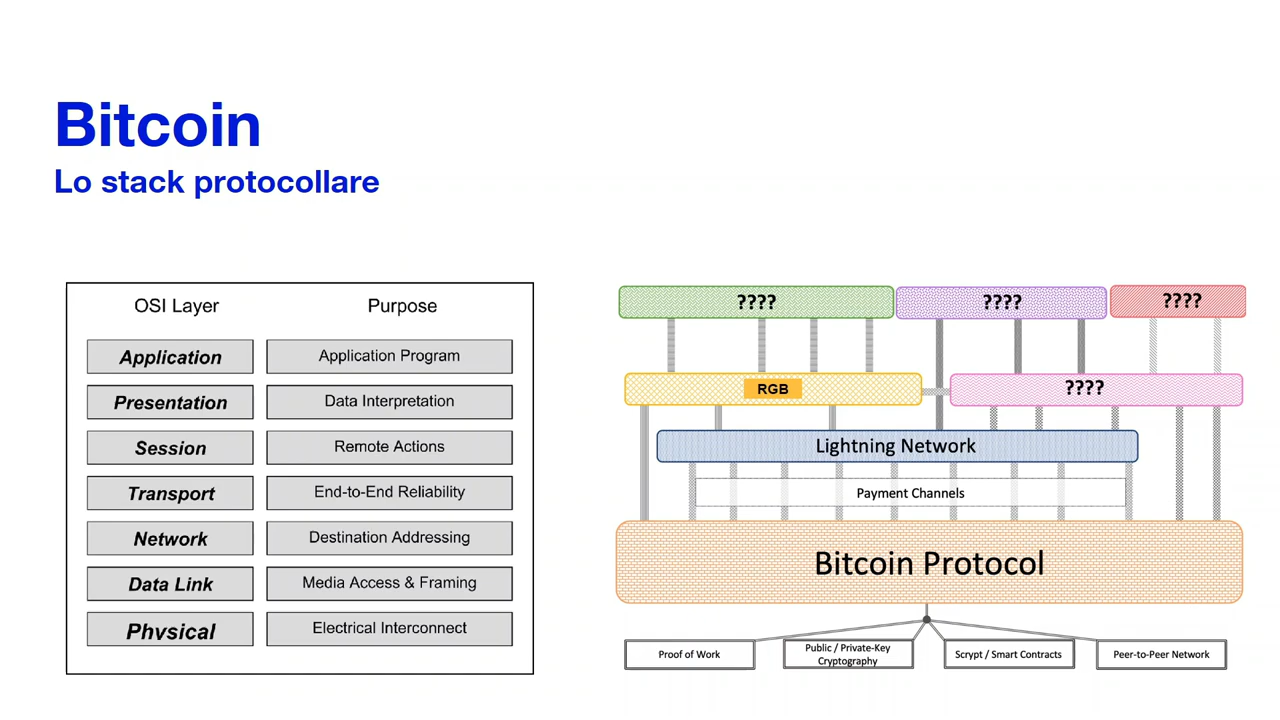 Bitcoin
Lo stack protocollare
OSI Layer Purpose
Application Application Program
Presentation Data Interpretation
Session Remote Actions
Transport End-to-End Reliability
Network Destination Addressing
Data Link Media Access & Framing
Physical Electrical Interconnect
???? ???? ????
RGB ????
Lightning Network
Payment Channels
Bitcoin Protocol
Proof of Work
Public / Private-Key
Cryptography
Scrypt / Smart Contracts
Peer-to-Peer Network